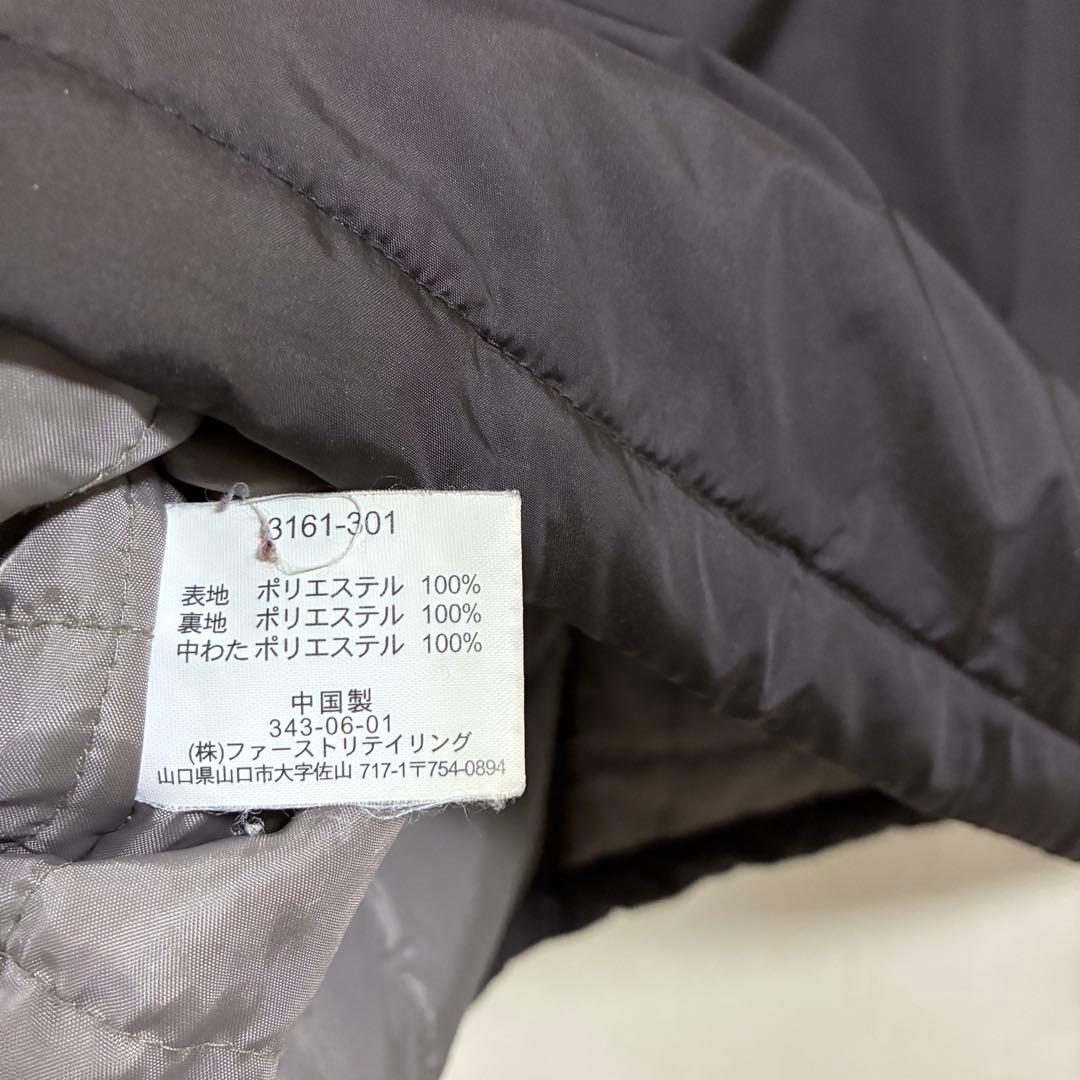 3161-301
表地 ポリエステル 100%
裏地 ポリエステル 100%
中わた ポリエステル 100%
中国製
343-06-01
(株)ファーストリテイリング
山口県山口市大字佐山 717-1〒754-0894